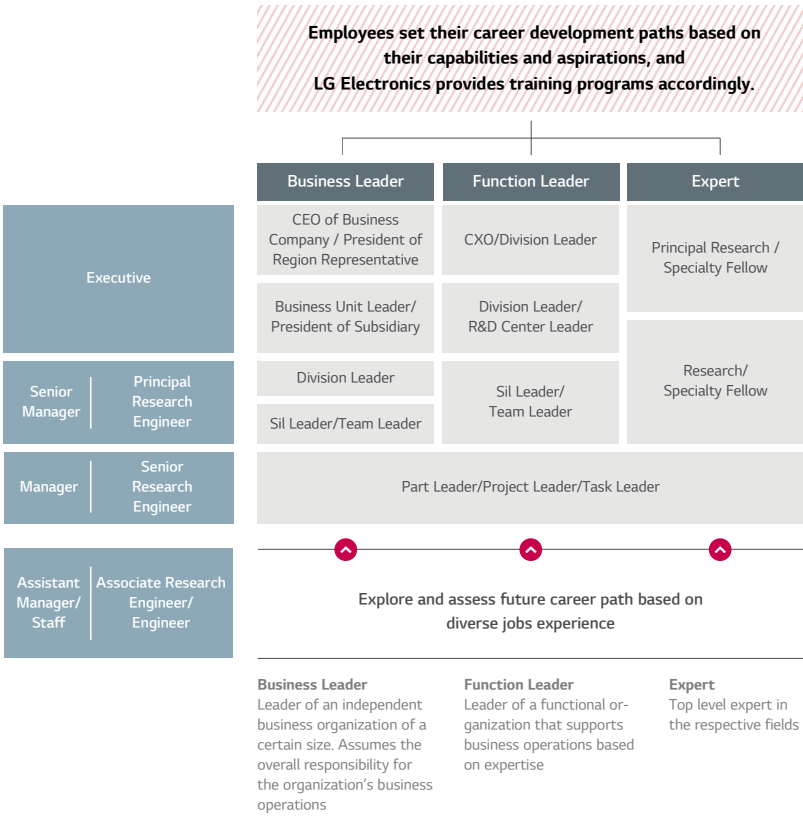 Employees set their career development paths based on
their capabilities and aspirations, and
LG Electronics provides training programs accordingly.
Business Leader
Function Leader
Expert
Executive
CEO of Business
Company / President of
Region Representative
CXO/Division Leader
Principal Research /
Specialty Fellow
Business Unit Leader/
President of Subsidiary
Division Leader/
R&D Center Leader
Research/
Specialty Fellow
Senior
Manager
Principal
Research
Engineer
Division Leader
Sil Leader/Team Leader
Sil Leader/
Team Leader
Manager
Senior
Research
Engineer
Part Leader/Project Leader/Task Leader
Assistant
Manager/
Staff
Associate Research
Engineer/
Engineer
Explore and assess future career path based on
diverse jobs experience
Business Leader
Leader of an independent
business organization of a
certain size. Assumes the
overall responsibility for
the organization's business
operations
Function Leader
Leader of a functional or-
ganization that supports
business operations based
on expertise
Expert
Top level expert in
the respective fields